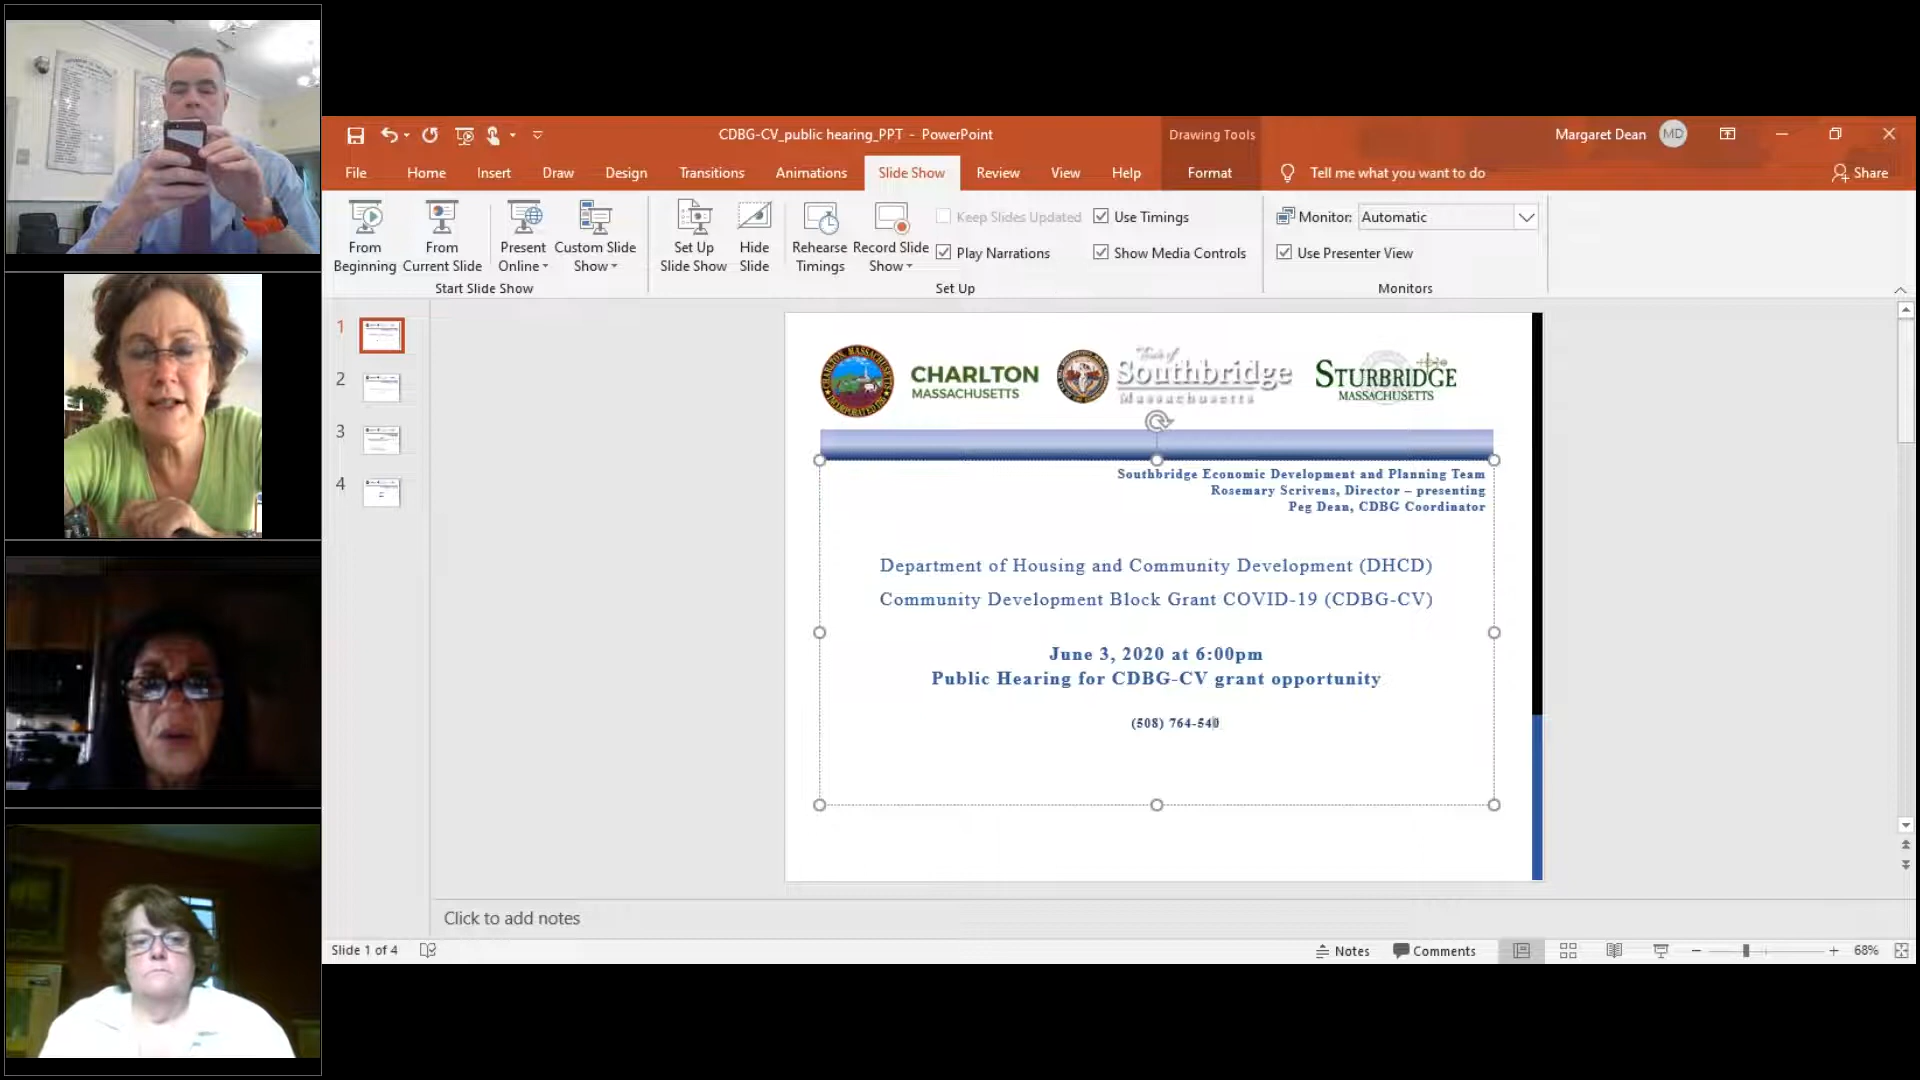 CDBG-CV_public hearing_PPT - PowerPoint
Drawing Tools
Margaret Dean
MD
File
Home
Insert
Draw
Design
Transitions
Animations
Slide Show
Review
View
Help
Format
Tell me what you want to do
Share
From Beginning
From Current Slide
Present Online
Custom Slide Show
Start Slide Show
Set Up Slide Show
Hide Slide
Rehearse Timings
Record Slide Show
Keep Slides Updated
Play Narrations
Use Timings
Show Media Controls
Set Up
Monitor: Automatic
Use Presenter View
Monitors
1
2
3
4
CHARLTON
MASSACHUSETTS
Town of
Southbridge
Massachusetts
STURBRIDGE
MASSACHUSETTS
Southbridge Economic Development and Planning Team
Rosemary Scrivens, Director – presenting
Peg Dean, CDBG Coordinator
Department of Housing and Community Development (DHCD)
Community Development Block Grant COVID-19 (CDBG-CV)
June 3, 2020 at 6:00pm
Public Hearing for CDBG-CV grant opportunity
(508) 764-540
Click to add notes
Slide 1 of 4
Notes
Comments
68%